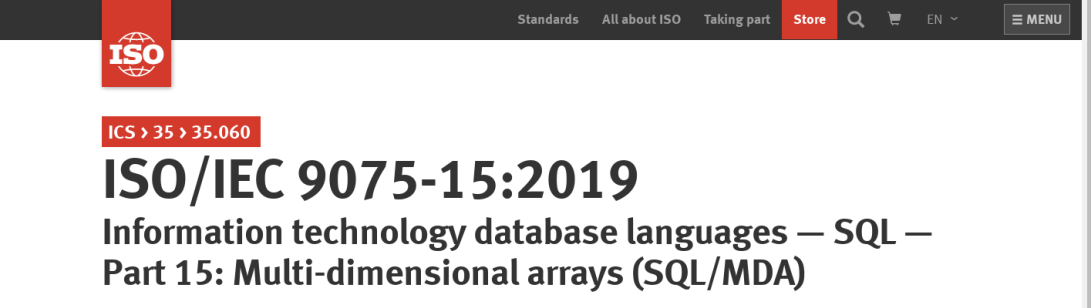 Standards All about ISO Taking part Store EN MENU
ISO
ICS > 35 > 35.060
ISO/IEC 9075-15:2019
Information technology database languages — SQL —
Part 15: Multi-dimensional arrays (SQL/MDA)